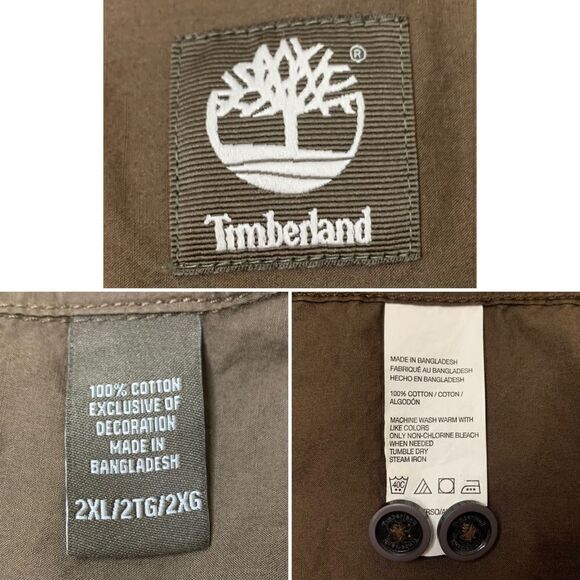 ®
Timberland
100% COTTON
EXCLUSIVE OF
DECORATION
MADE IN
BANGLADESH
2XL/2TG/2XG
MADE IN BANGLADESH
FABRIQUÉ AU BANGLADESH
HECHO EN BANGLADESH
100% COTTON / COTON /
ALGODÓN
MACHINE WASH WARM WITH
LIKE COLORS
ONLY NON-CHLORINE BLEACH
WHEN NEEDED
TUMBLE DRY
STEAM IRON
40C
Timberland
Timberland